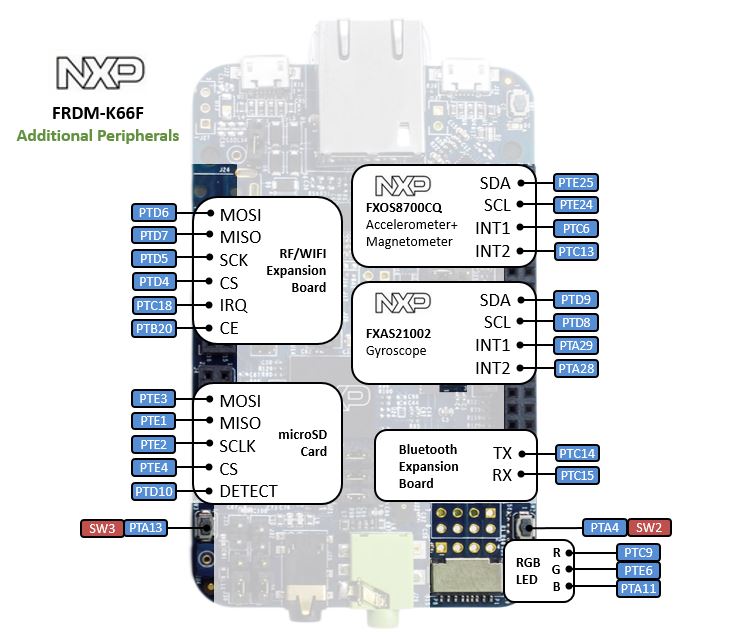 NXP
FRDM-K66F
Additional Peripherals
J24
PTD6 MOSI
PTD7 MISO
PTD5 SCK
PTD4 CS
PTC18 IRQ
PTB20 CE
RF/WIFI
Expansion
Board
NXP
FXOS8700CQ
Accelerometer+
Magnetometer
SDA PTE25
SCL PTE24
INT1 PTC6
INT2 PTC13
NXP
FXAS21002
Gyroscope
SDA PTD9
SCL PTD8
INT1 PTA29
INT2 PTA28
PTE3 MOSI
PTE1 MISO
PTE2 SCLK
PTE4 CS
PTD10 DETECT
microSD
Card
Bluetooth
Expansion
Board
TX PTC14
RX PTC15
SW3 PTA13
PTA4 SW2
RGB
LED
R PTC9
G PTE6
B PTA11